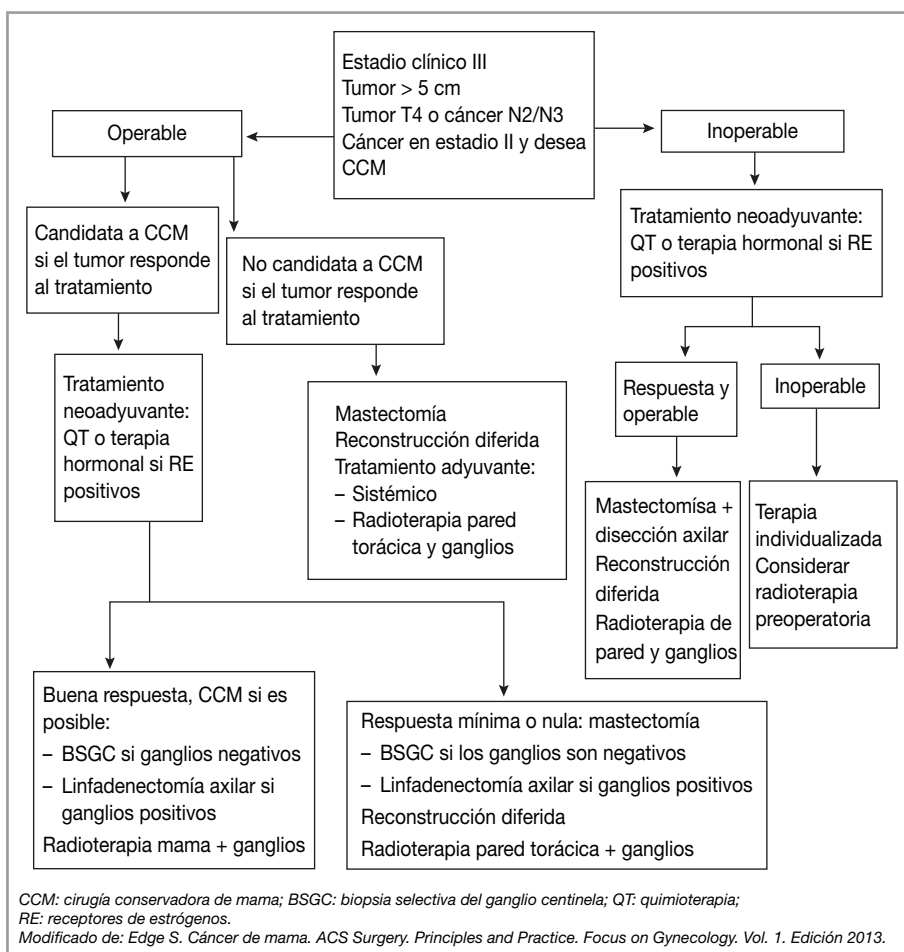 Estadio clínico III
Tumor > 5 cm
Tumor T4 o cáncer N2/N3
Cáncer en estadio II y desea
CCM
Operable
Inoperable
Candidata a CCM
si el tumor responde
al tratamiento
No candidata a CCM
si el tumor responde
al tratamiento
Tratamiento neoadyuvante:
QT o terapia hormonal si RE
positivos
Tratamiento
neoadyuvante:
QT o terapia
hormonal si RE
positivos
Mastectomía
Reconstrucción diferida
Tratamiento adyuvante:
– Sistémico
– Radioterapia pared
torácica y ganglios
Respuesta y
operable
Inoperable
Mastectomísa +
disección axilar
Reconstrucción
diferida
Radioterapia de
pared y ganglios
Terapia
individualizada
Considerar
radioterapia
preoperatoria
Buena respuesta, CCM si es
posible:
– BSGC si ganglios negativos
– Linfadenectomía axilar si
ganglios positivos
Radioterapia mama + ganglios
Respuesta mínima o nula: mastectomía
– BSGC si los ganglios son negativos
– Linfadenectomía axilar si ganglios positivos
Reconstrucción diferida
Radioterapia pared torácica + ganglios
CCM: cirugía conservadora de mama; BSGC: biopsia selectiva del ganglio centinela; QT: quimioterapia;
RE: receptores de estrógenos.
Modificado de: Edge S. Cáncer de mama. ACS Surgery. Principles and Practice. Focus on Gynecology. Vol. 1. Edición 2013.